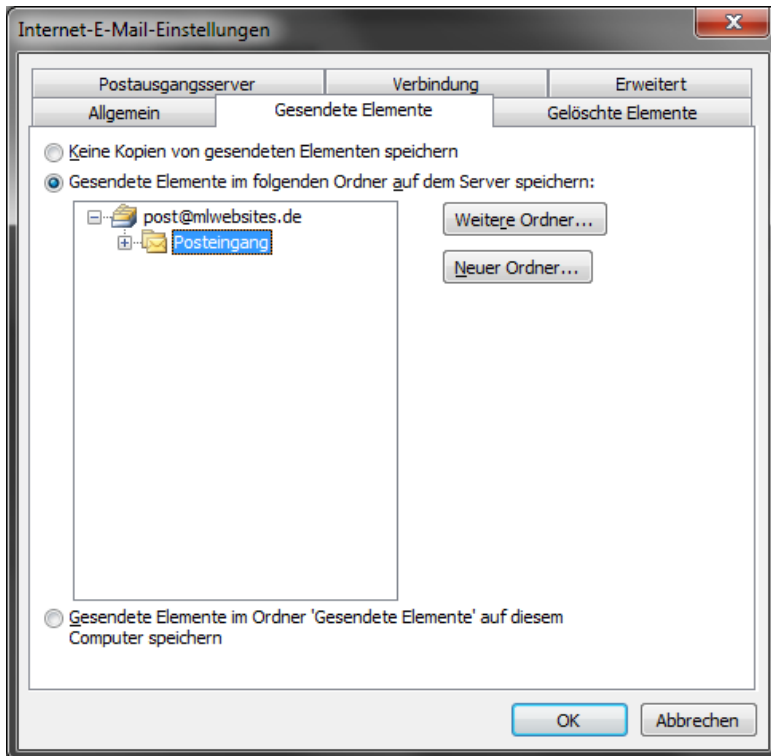 Internet-E-Mail-Einstellungen
Postausgangsserver Verbindung Erweitert
Allgemein Gesendete Elemente Gelöschte Elemente
Keine Kopien von gesendeten Elementen speichern
Gesendete Elemente im folgenden Ordner auf dem Server speichern:
post@mlwebsites.de
Weitere Ordner...
Posteingang
Neuer Ordner...
Gesendete Elemente im Ordner 'Gesendete Elemente' auf diesem
Computer speichern
OK Abbrechen